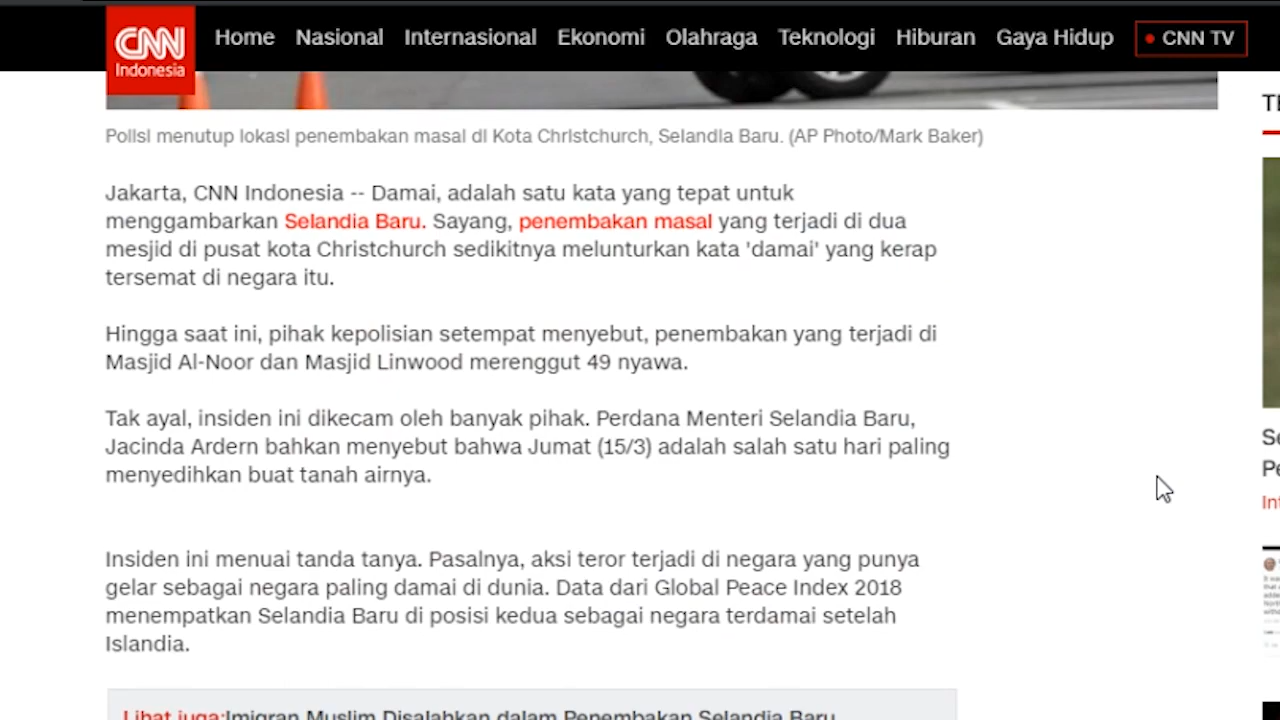 CNN Indonesia
Home Nasional Internasional Ekonomi Olahraga Teknologi Hiburan Gaya Hidup CNN TV
Polisi menutup lokasi penembakan masal di Kota Christchurch, Selandia Baru. (AP Photo/Mark Baker)
Jakarta, CNN Indonesia -- Damai, adalah satu kata yang tepat untuk
menggambarkan Selandia Baru. Sayang, penembakan masal yang terjadi di dua
mesjid di pusat kota Christchurch sedikitnya melunturkan kata 'damai' yang kerap
tersemat di negara itu.
Hingga saat ini, pihak kepolisian setempat menyebut, penembakan yang terjadi di
Masjid Al-Noor dan Masjid Linwood merenggut 49 nyawa.
Tak ayal, insiden ini dikecam oleh banyak pihak. Perdana Menteri Selandia Baru,
Jacinda Ardern bahkan menyebut bahwa Jumat (15/3) adalah salah satu hari paling
menyedihkan buat tanah airnya.
Insiden ini menuai tanda tanya. Pasalnya, aksi teror terjadi di negara yang punya
gelar sebagai negara paling damai di dunia. Data dari Global Peace Index 2018
menempatkan Selandia Baru di posisi kedua sebagai negara terdamai setelah
Islandia.
Lihat juga:Imigran Muslim Disalahkan dalam Penembakan Selandia Baru